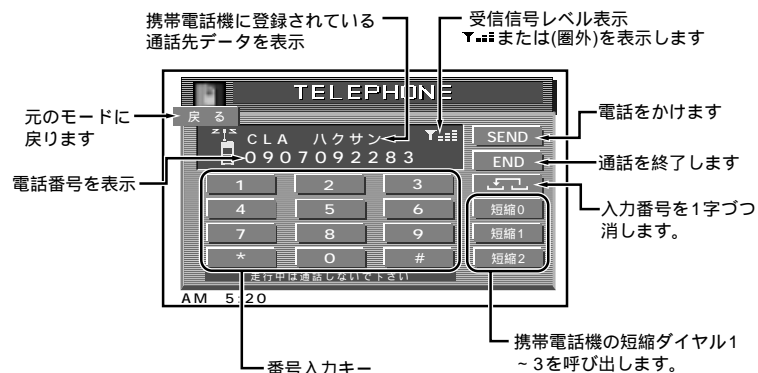 携帯電話機に登録されている
通話先データを表示
受信信号レベル表示
または(圏外)を表示します
TELEPHONE
元のモードに
戻ります
戻る
電話をかけます
CLA ハクサン
SEND
0907092283
END
通話を終了します
電話番号を表示
1 2 3
入力番号を1字づつ
消します。
4 5 6 短縮0
7 8 9 短縮1
* 0 # 短縮2
走行中は通話しないで下さい
AM 5:20
携帯電話機の短縮ダイヤル1
~3を呼び出します。
番号入力キー